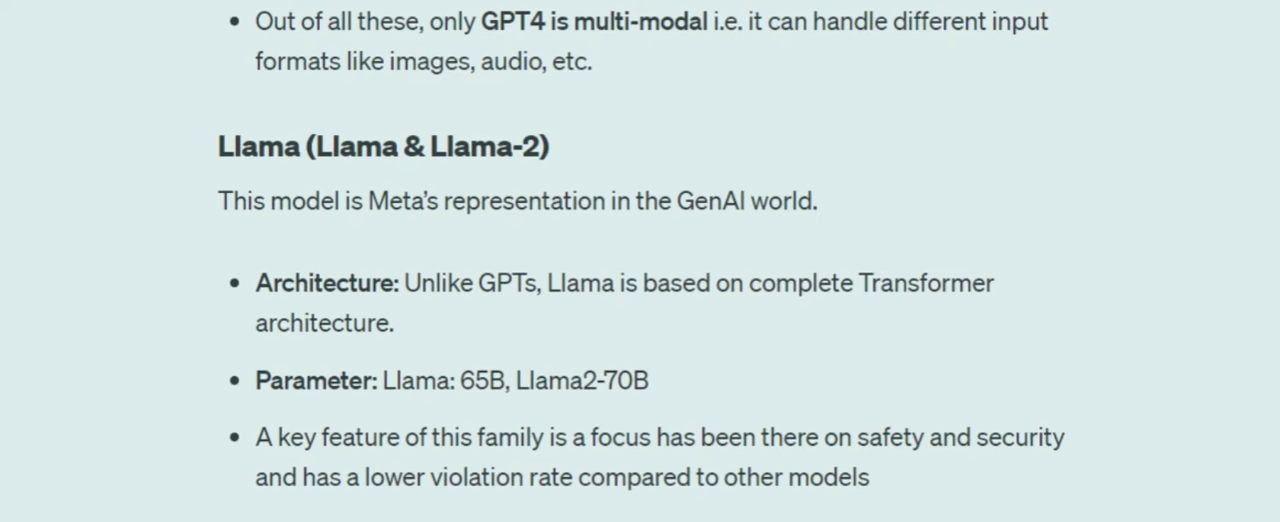 • Out of all these, only GPT4 is multi-modal i.e. it can handle different input
formats like images, audio, etc.
Llama (Llama & Llama-2)
This model is Meta’s representation in the GenAI world.
• Architecture: Unlike GPTs, Llama is based on complete Transformer
architecture.
• Parameter: Llama: 65B, Llama2-70B
• A key feature of this family is a focus has been there on safety and security
and has a lower violation rate compared to other models